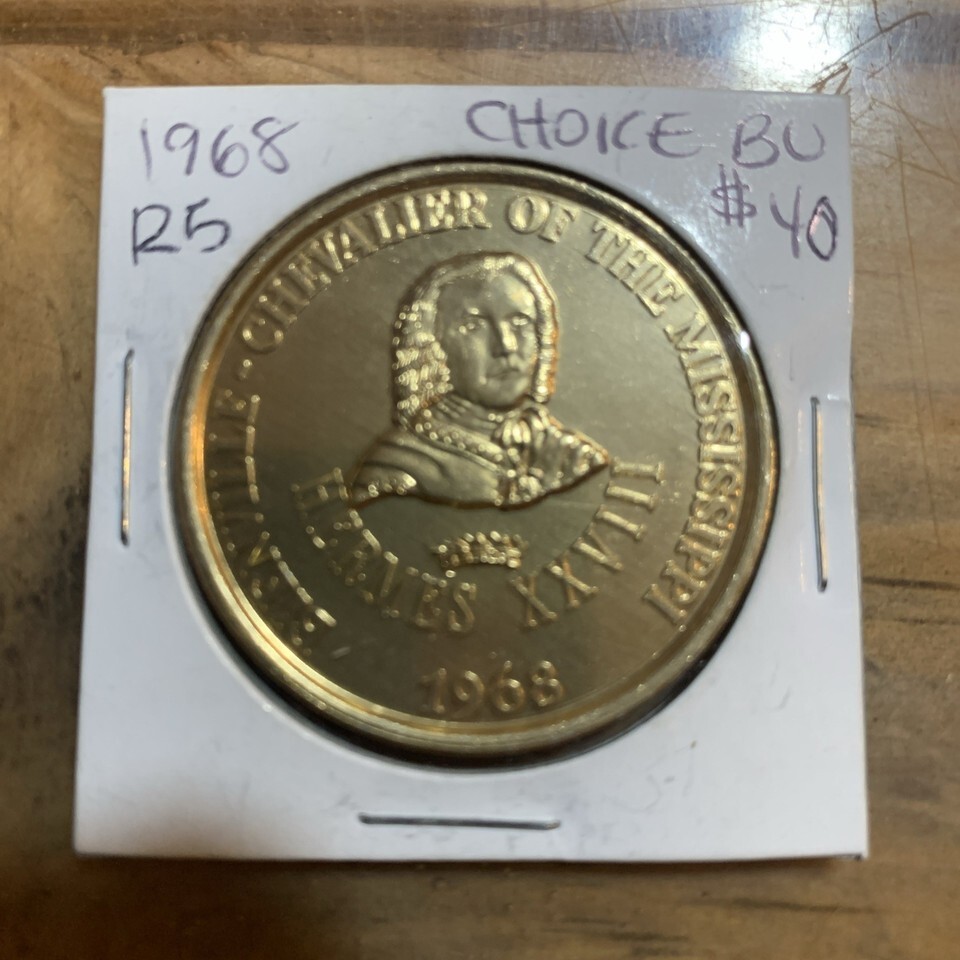 1968 CHOICE BU
R5 $40
BIENVILLE · CHEVALIER OF THE MISSISSIPPI
HERMES XXVIII
1968